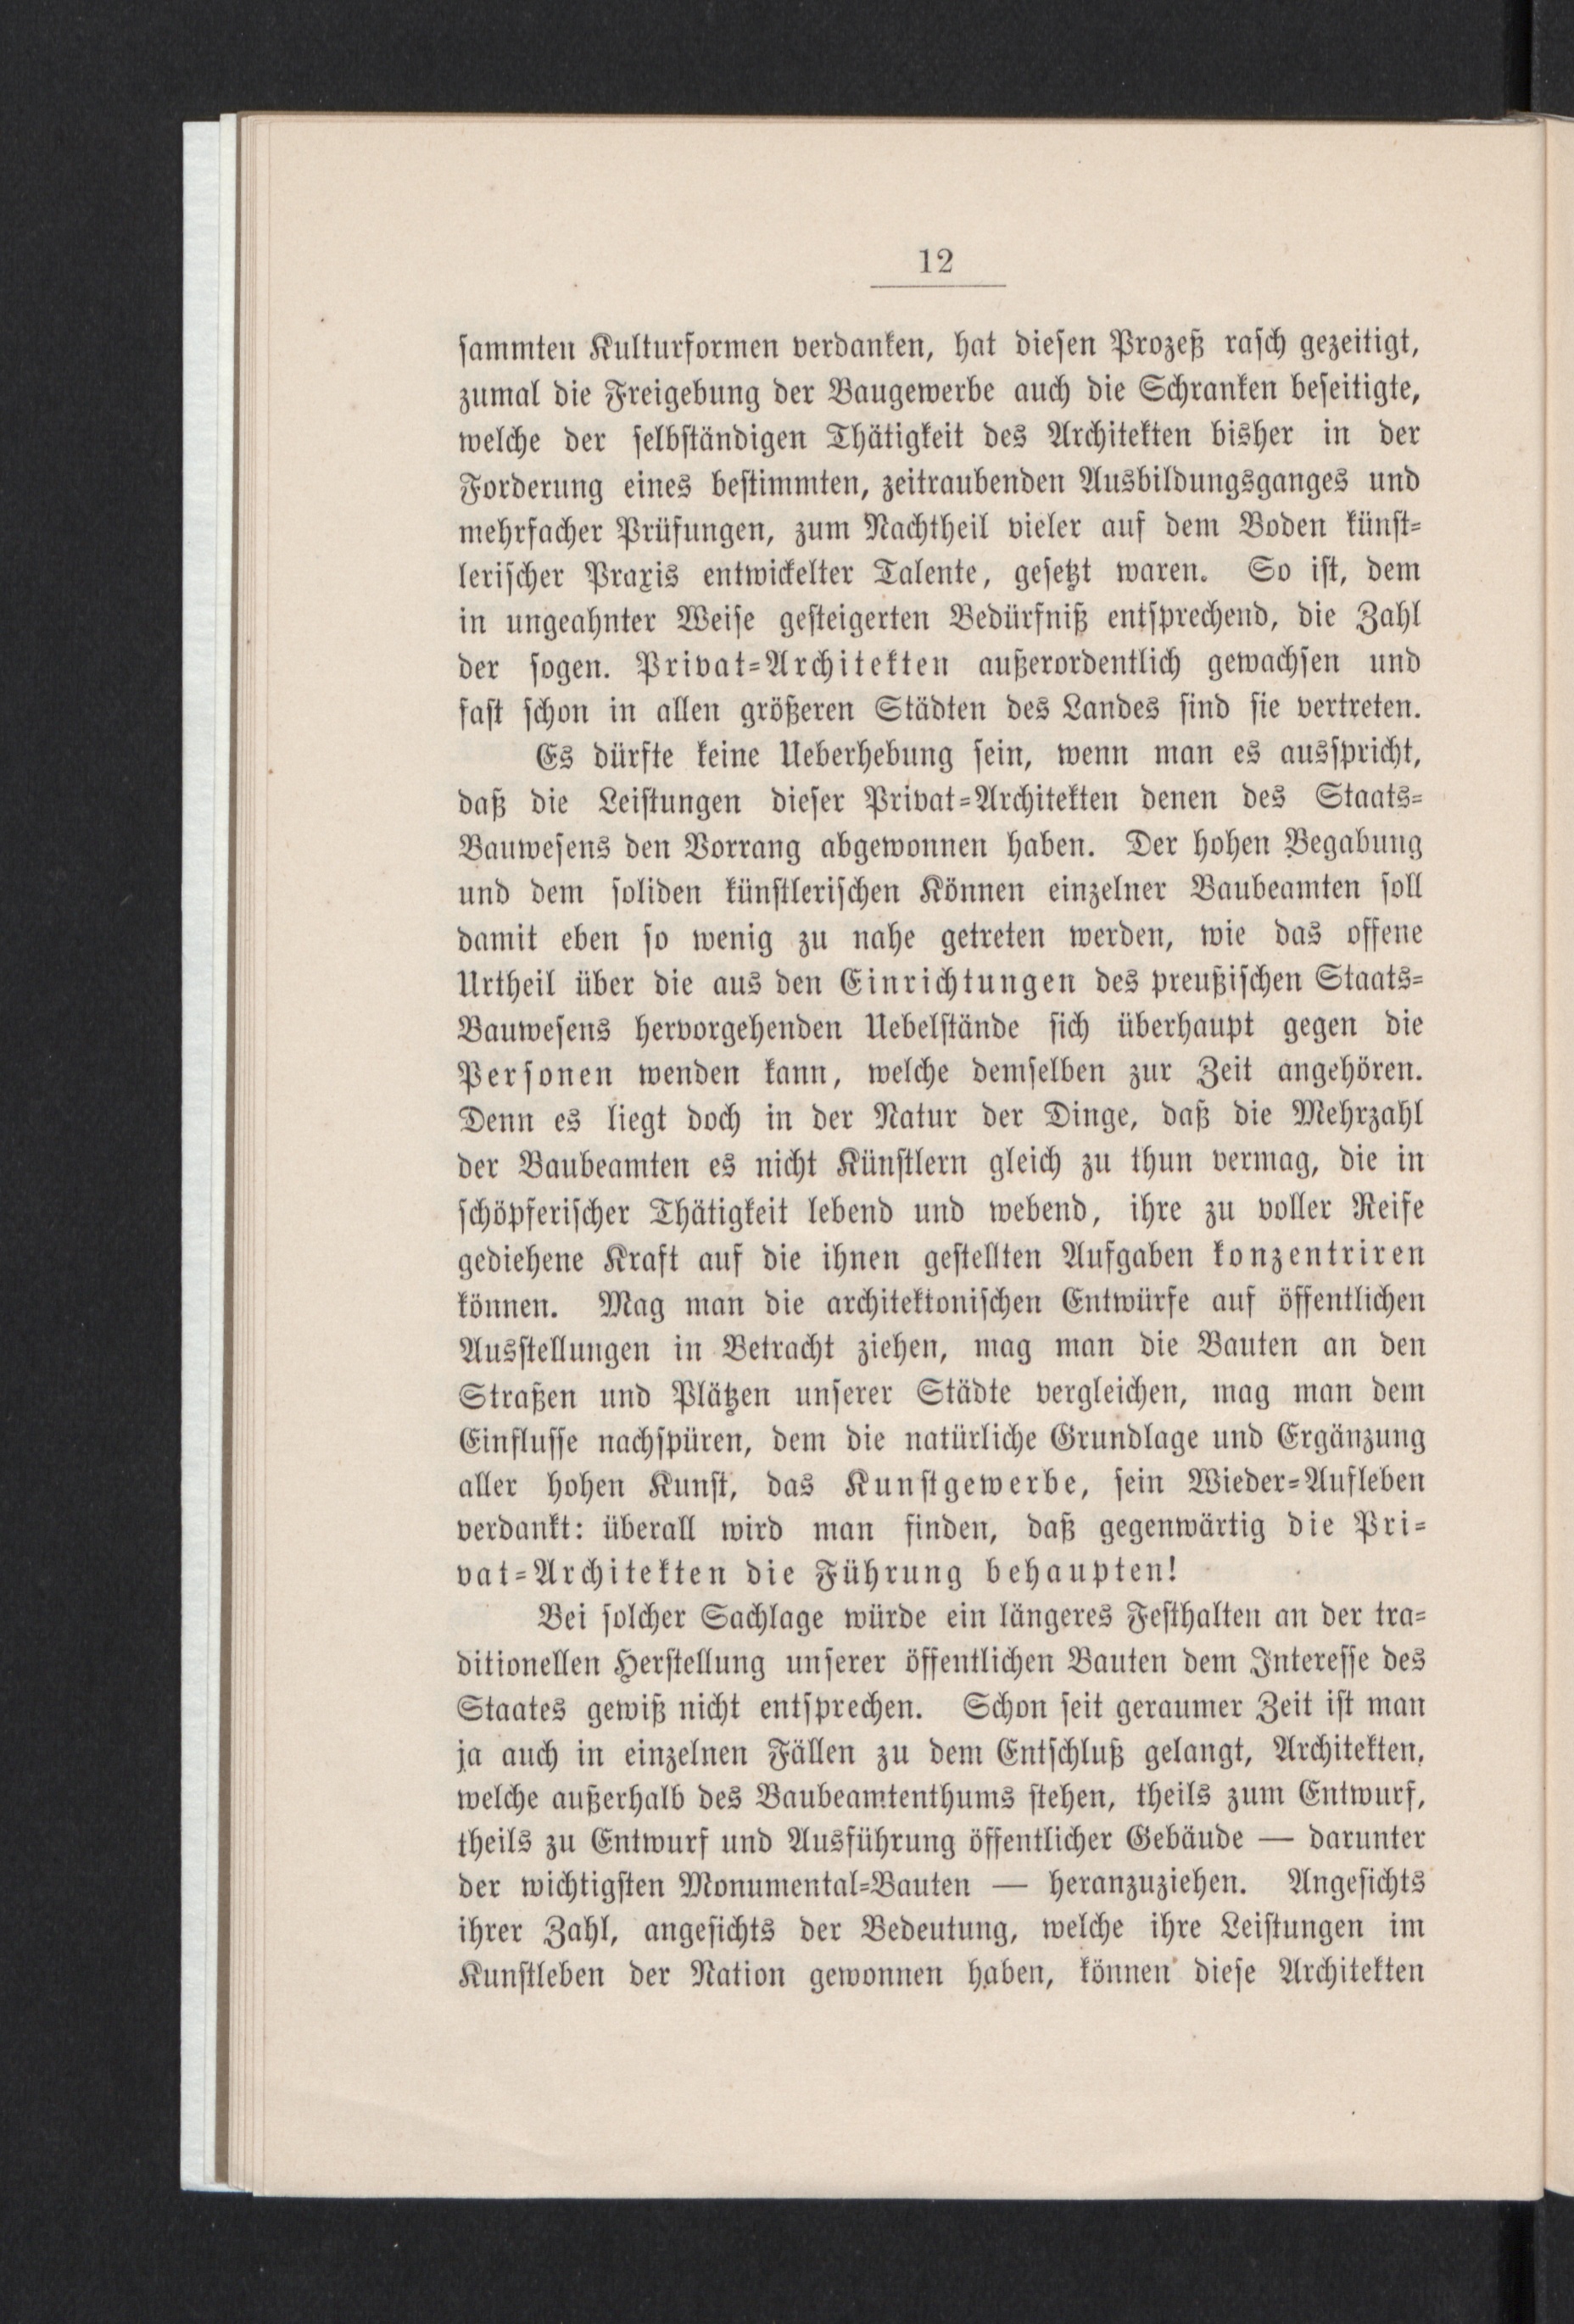 12
sammten Kulturformen verdanken, hat diesen Prozeß rasch gezeitigt,
zumal die Freigebung der Baugewerbe auch die Schranken beseitigte,
welche der selbständigen Thätigkeit des Architekten bisher in der
Forderung eines bestimmten, zeitraubenden Ausbildungsganges und
mehrfacher Prüfungen, zum Nachtheil vieler auf dem Boden künst-
lerischer Praxis entwickelter Talente, gesetzt waren. So ist, dem
in ungeahnter Weise gesteigerten Bedürfniß entsprechend, die Zahl
der sogen. Privat-Architekten außerordentlich gewachsen und
fast schon in allen größeren Städten des Landes sind sie vertreten.
Es dürfte keine Ueberhebung sein, wenn man es ausspricht,
daß die Leistungen dieser Privat-Architekten denen des Staats-
Bauwesens den Vorrang abgewonnen haben. Der hohen Begabung
und dem soliden künstlerischen Können einzelner Baubeamten soll
damit eben so wenig zu nahe getreten werden, wie das offene
Urtheil über die aus den Einrichtungen des preußischen Staats-
Bauwesens hervorgehenden Uebelstände sich überhaupt gegen die
Personen wenden kann, welche demselben zur Zeit angehören.
Denn es liegt doch in der Natur der Dinge, daß die Mehrzahl
der Baubeamten es nicht Künstlern gleich zu thun vermag, die in
schöpferischer Thätigkeit lebend und webend, ihre zu voller Reife
gediehene Kraft auf die ihnen gestellten Aufgaben konzentriren
können. Mag man die architektonischen Entwürfe auf öffentlichen
Ausstellungen in Betracht ziehen, mag man die Bauten an den
Straßen und Plätzen unserer Städte vergleichen, mag man dem
Einflusse nachspüren, dem die natürliche Grundlage und Ergänzung
aller hohen Kunst, das Kunstgewerbe, sein Wieder-Aufleben
verdankt: überall wird man finden, daß gegenwärtig die Pri-
vat-Architekten die Führung behaupten!
Bei solcher Sachlage würde ein längeres Festhalten an der tra-
ditionellen Herstellung unserer öffentlichen Bauten dem Interesse des
Staates gewiß nicht entsprechen. Schon seit geraumer Zeit ist man
ja auch in einzelnen Fällen zu dem Entschluß gelangt, Architekten,
welche außerhalb des Baubeamtenthums stehen, theils zum Entwurf,
theils zu Entwurf und Ausführung öffentlicher Gebäude — darunter
der wichtigsten Monumental-Bauten — heranzuziehen. Angesichts
ihrer Zahl, angesichts der Bedeutung, welche ihre Leistungen im
Kunstleben der Nation gewonnen haben, können diese Architekten